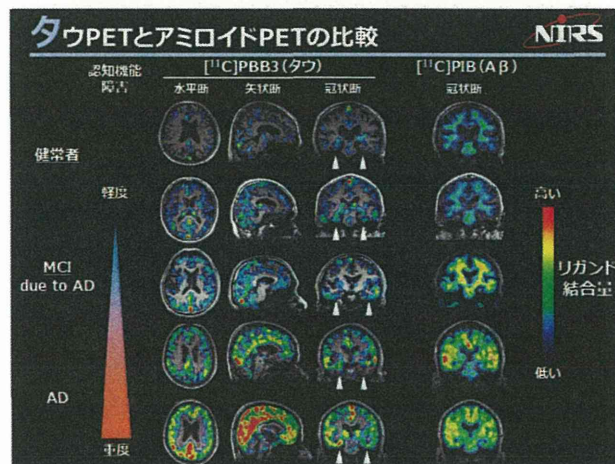 タウPETとアミロイドPETの比較
NIRS
認知機能
障害
[¹¹C]PBB3(タウ)
[¹¹C]PIB(Aβ)
水平断
矢状断
冠状断
冠状断
健常者
軽度
MCI
due to AD
AD
重度
高い
リガンド
結合量
低い